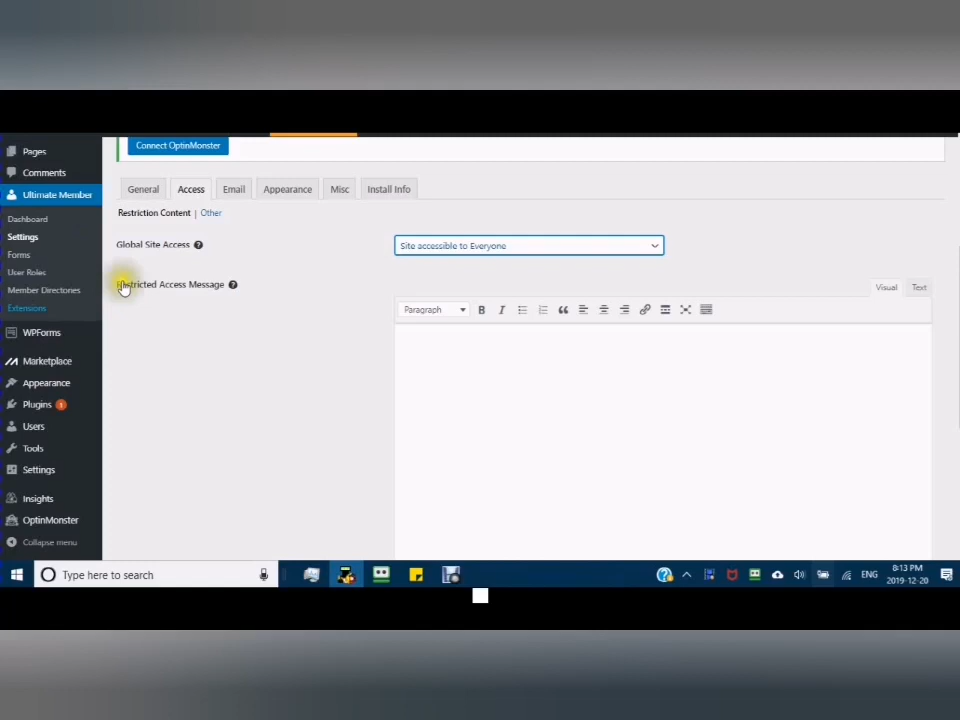 Pages
Connect OptinMonster
Comments
Ultimate Member
General Access Email Appearance Misc Install Info
Restriction Content | Other
Dashboard
Settings
Global Site Access ? Site accessible to Everyone
Forms
User Roles
Restricted Access Message ?
Visual Text
Member Directories
Extensions
Paragraph B I
WPForms
Marketplace
Appearance
Plugins 1
Users
Tools
Settings
Insights
OptinMonster
Collapse menu
Type here to search
ENG
8:13 PM
2019-12-20